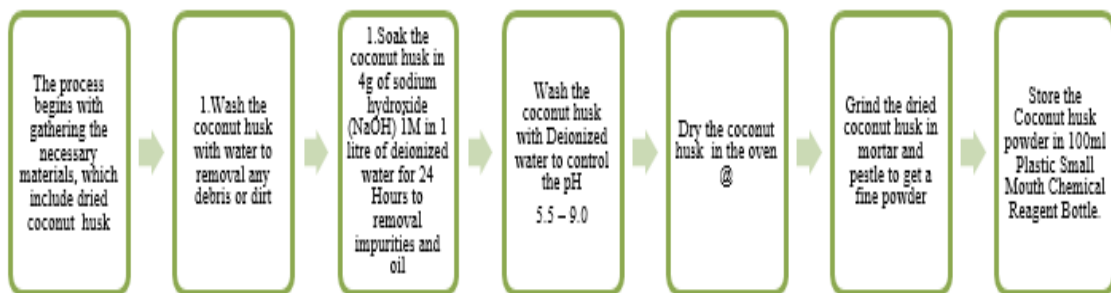 The process
begins with
gathering the
necessary
materials, which
include dried
coconut husk
1.Wash the
coconut husk
with water to
removal any
debris or dirt
1.Soak the
coconut husk in
4g of sodium
hydroxide
(NaOH) 1M in 1
litre of deionized
water for 24
Hours to
removal
impurities and
oil
Wash the
coconut husk
with Deionized
water to control
the pH
5.5 – 9.0
Dry the coconut
husk in the oven
@
Grind the dried
coconut husk in
mortar and
pestle to get a
fine powder
Store the
Coconut husk
powder in 100ml
Plastic Small
Mouth Chemical
Reagent Bottle.